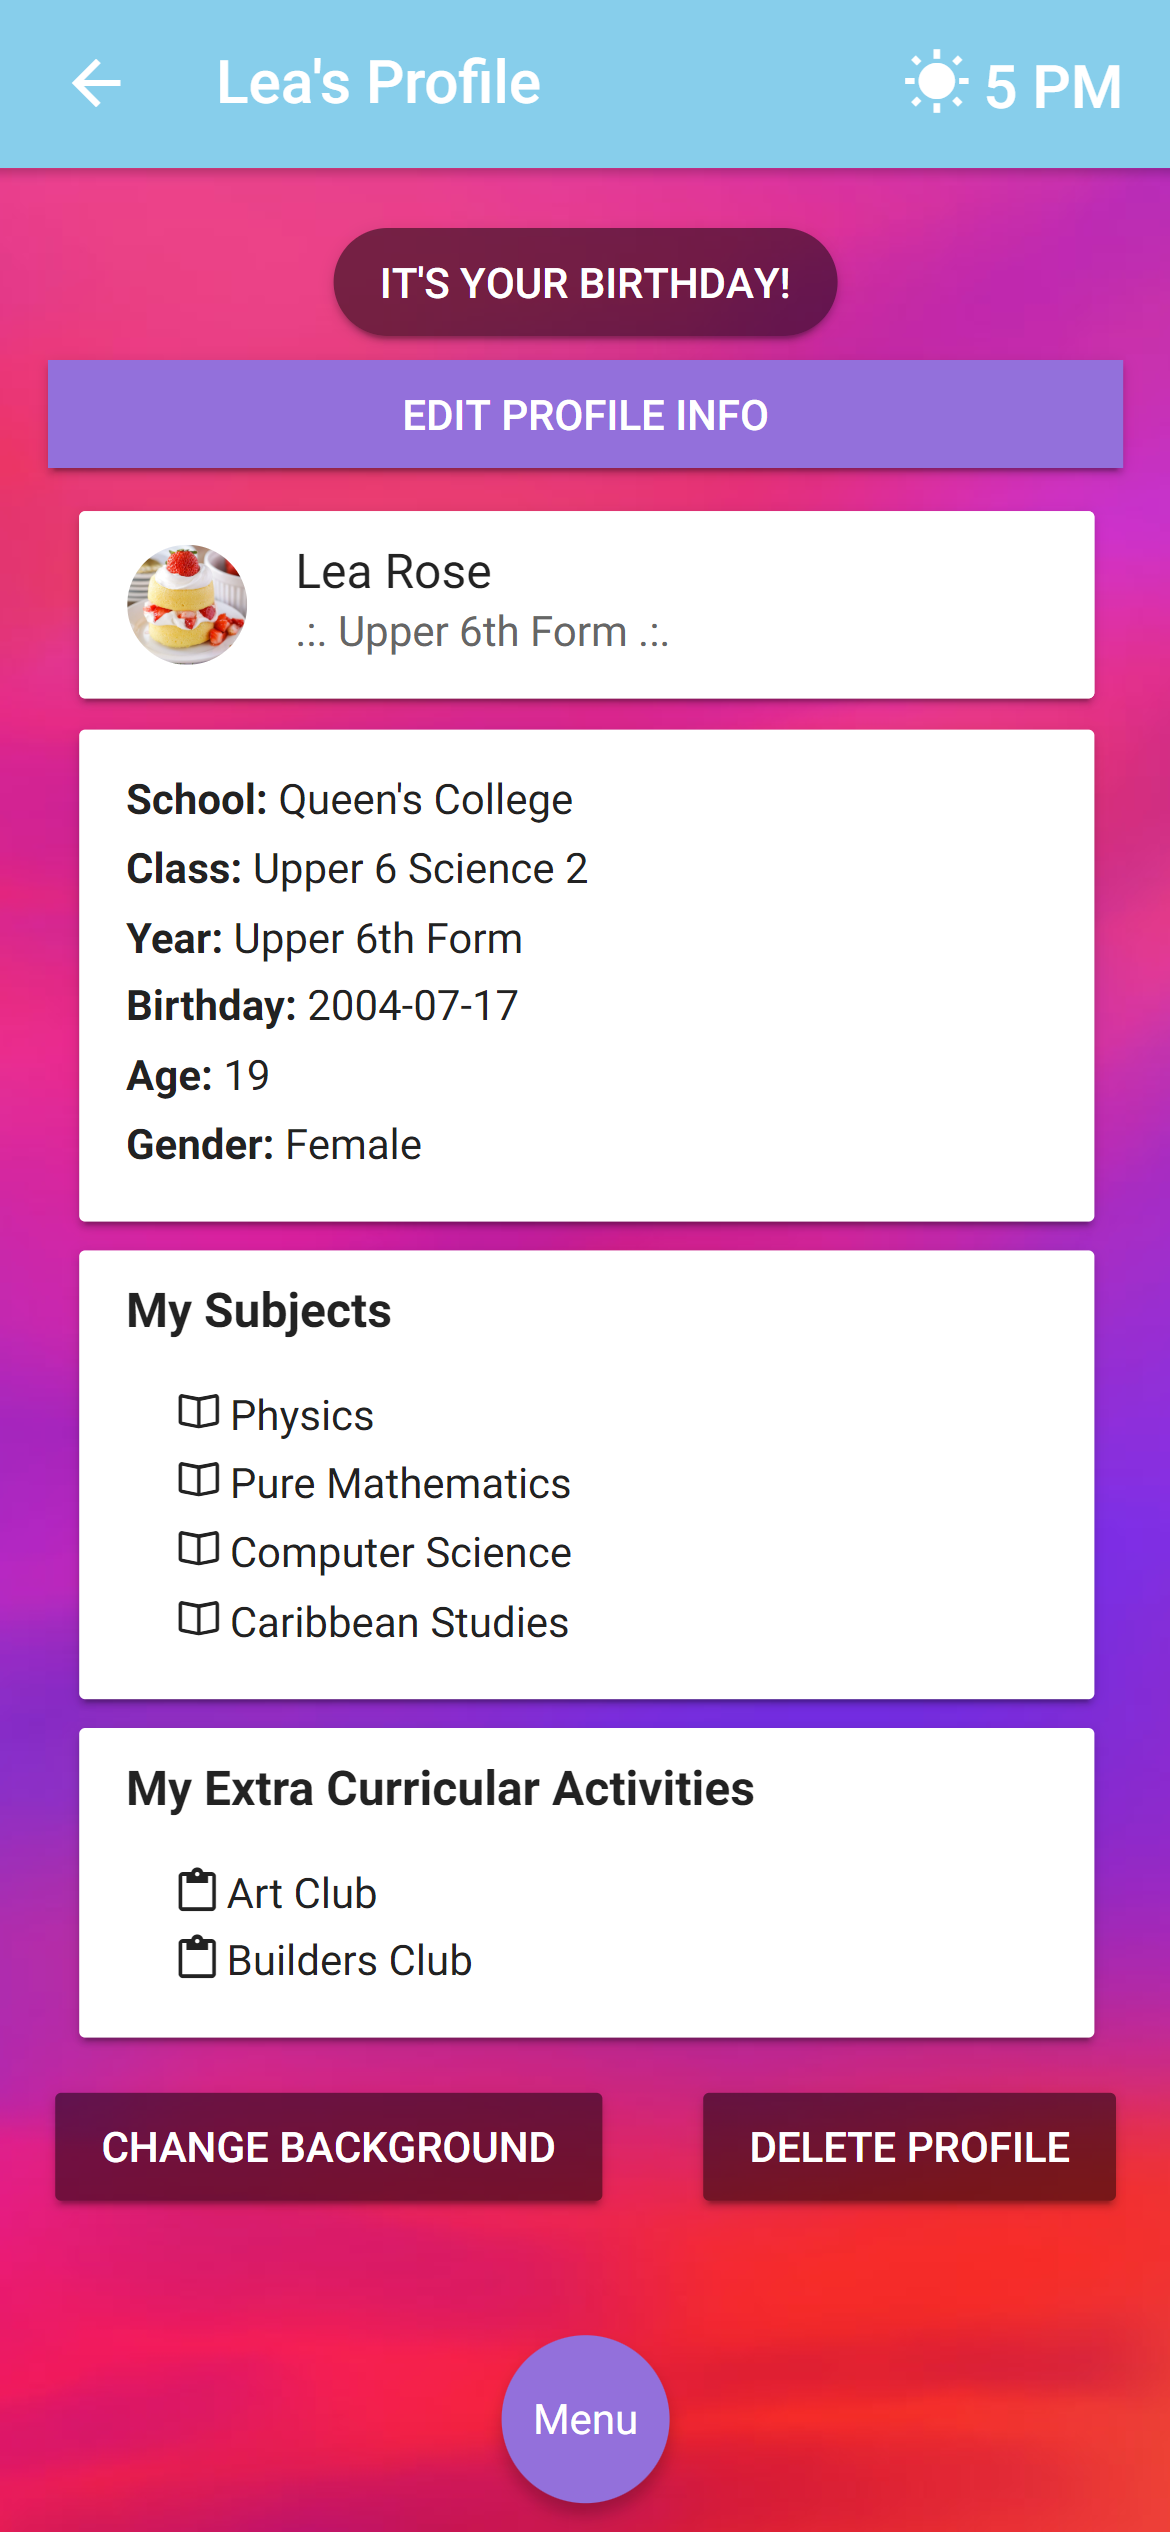 Lea's Profile
5 PM
IT'S YOUR BIRTHDAY!
EDIT PROFILE INFO
Lea Rose
.:. Upper 6th Form .:.
School: Queen's College
Class: Upper 6 Science 2
Year: Upper 6th Form
Birthday: 2004-07-17
Age: 19
Gender: Female
My Subjects
Physics
Pure Mathematics
Computer Science
Caribbean Studies
My Extra Curricular Activities
Art Club
Builders Club
CHANGE BACKGROUND
DELETE PROFILE
Menu